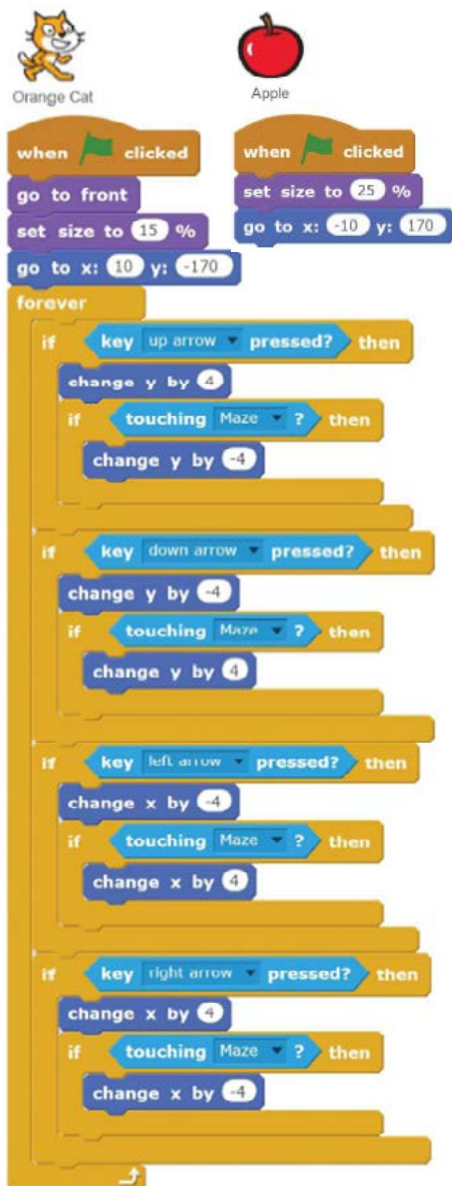 Orange Cat
when clicked
go to front
set size to 15 %
go to x: 10 y: -170
forever
if key up arrow pressed? then
change y by 4
if touching Maze ? then
change y by -4
if key down arrow pressed? then
change y by -4
if touching Maze ? then
change y by 4
if key left arrow pressed? then
change x by -4
if touching Maze ? then
change x by 4
if key right arrow pressed? then
change x by 4
if touching Maze ? then
change x by -4
Apple
when clicked
set size to 25 %
go to x: -10 y: 170